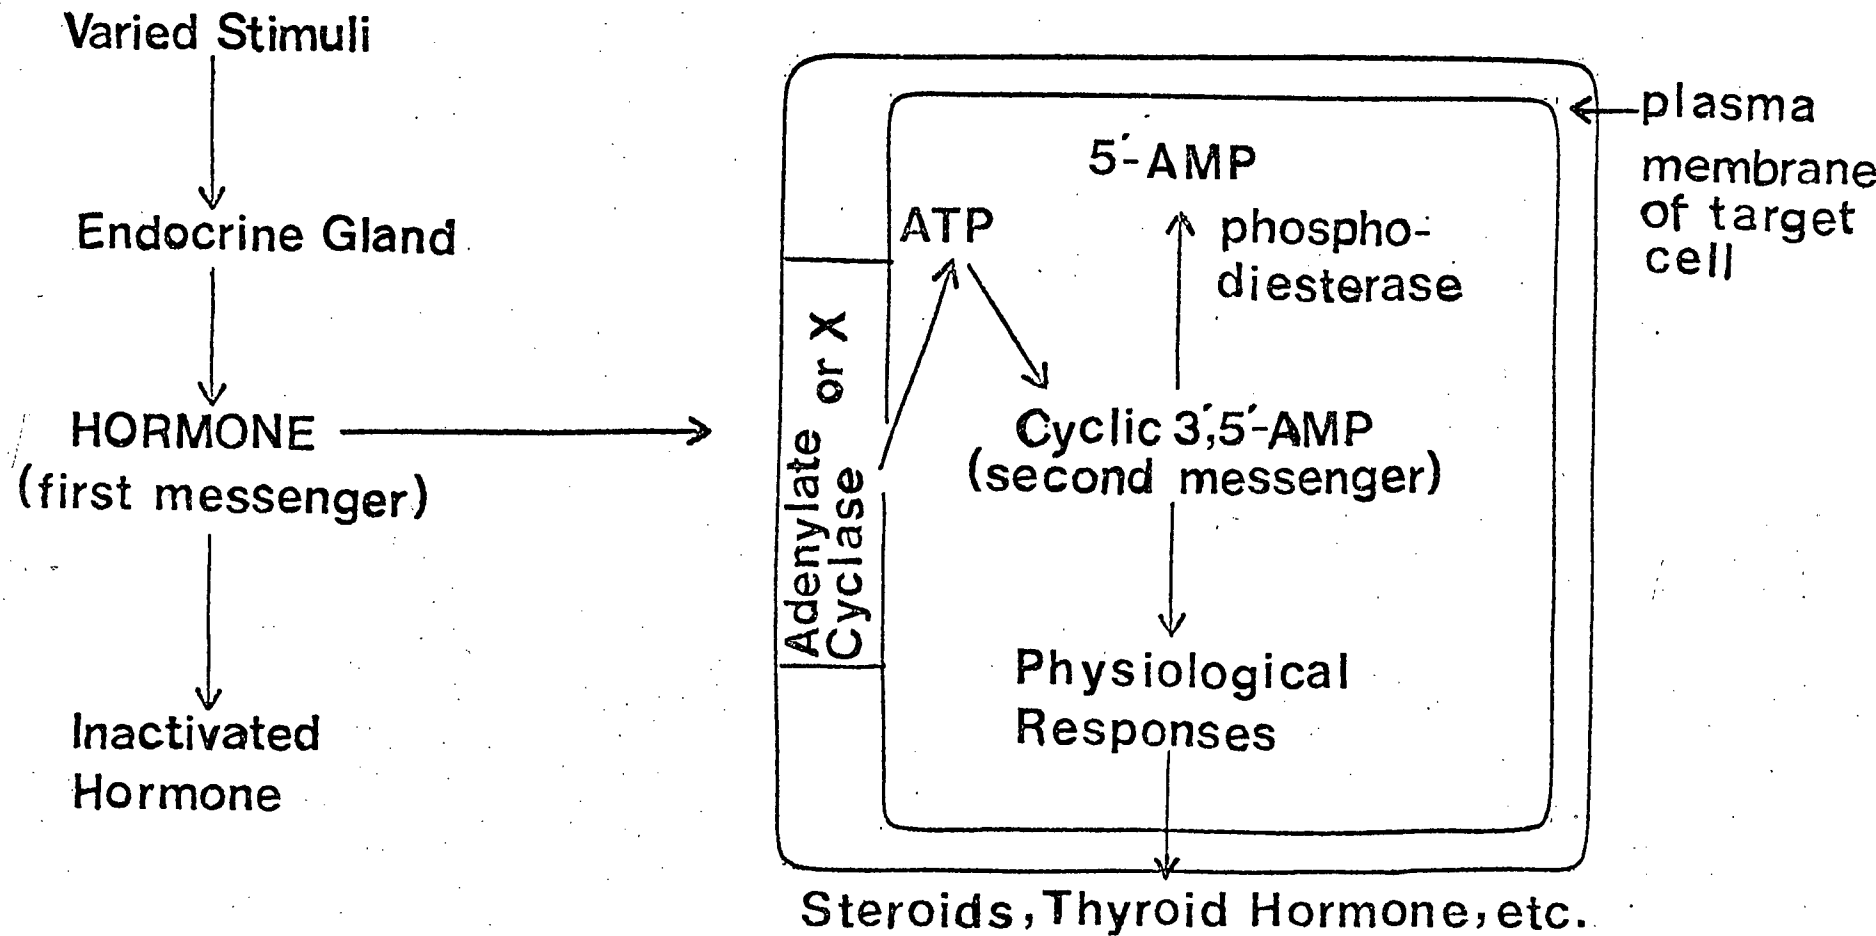 Varied Stimuli
Endocrine Gland
HORMONE
(first messenger)
Inactivated
Hormone
Adenylate or X
Cyclase
ATP
5′-AMP
phospho-
diesterase
Cyclic 3′,5′-AMP
(second messenger)
Physiological
Responses
Steroids, Thyroid Hormone, etc.
plasma
membrane
of target
cell